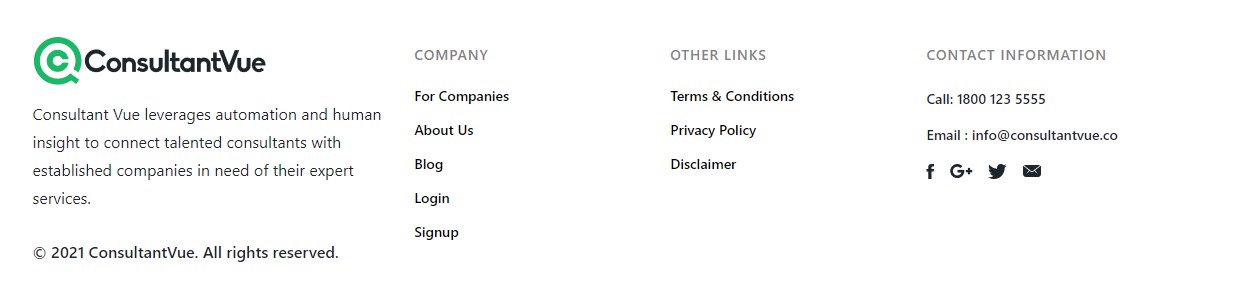 ConsultantVue
Consultant Vue leverages automation and human
insight to connect talented consultants with
established companies in need of their expert
services.
© 2021 ConsultantVue. All rights reserved.
COMPANY
For Companies
About Us
Blog
Login
Signup
OTHER LINKS
Terms & Conditions
Privacy Policy
Disclaimer
CONTACT INFORMATION
Call: 1800 123 5555
Email : info@consultantvue.co